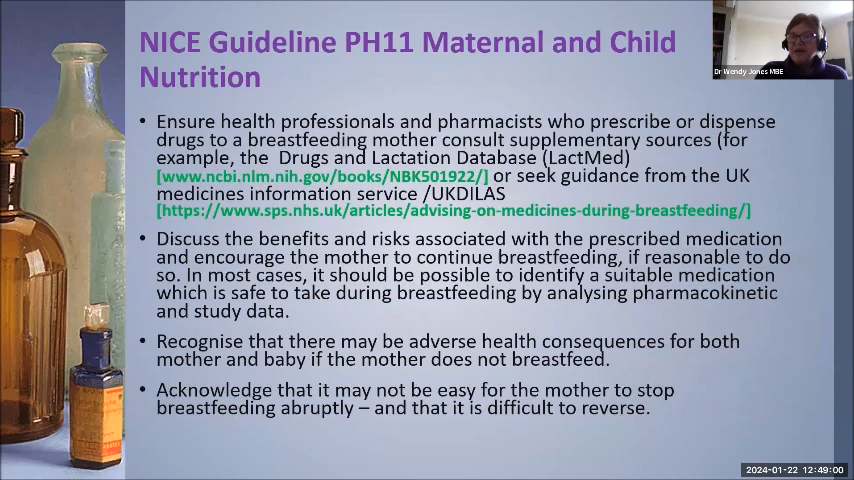 NICE Guideline PH11 Maternal and Child
Nutrition
Dr Wendy Jones MBE
• Ensure health professionals and pharmacists who prescribe or dispense
drugs to a breastfeeding mother consult supplementary sources (for
example, the  Drugs and Lactation Database (LactMed)
[www.ncbi.nlm.nih.gov/books/NBK501922/] or seek guidance from the UK
medicines information service /UKDILAS
[https://www.sps.nhs.uk/articles/advising-on-medicines-during-breastfeeding/]
• Discuss the benefits and risks associated with the prescribed medication
and encourage the mother to continue breastfeeding, if reasonable to do
so. In most cases, it should be possible to identify a suitable medication
which is safe to take during breastfeeding by analysing pharmacokinetic
and study data.
• Recognise that there may be adverse health consequences for both
mother and baby if the mother does not breastfeed.
• Acknowledge that it may not be easy for the mother to stop
breastfeeding abruptly – and that it is difficult to reverse.
2024-01-22 12:49:00